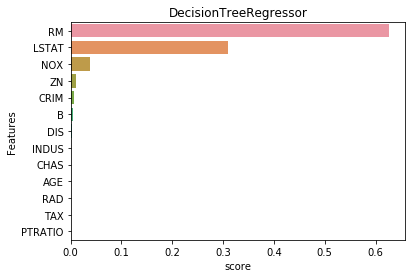 DecisionTreeRegressor
Features
RM
LSTAT
NOX
ZN
CRIM
B
DIS
INDUS
CHAS
AGE
RAD
TAX
PTRATIO
0.0 0.1 0.2 0.3 0.4 0.5 0.6
score